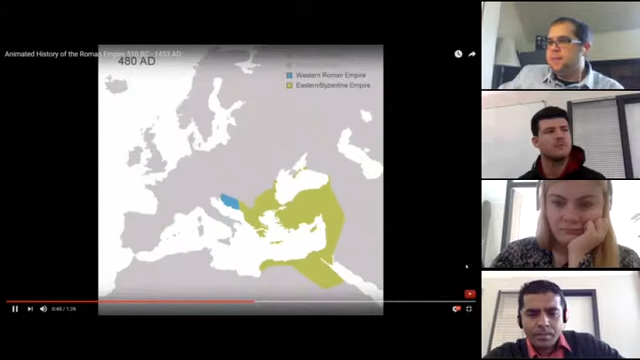 Animated History of the Roman Empire 510 BC - 1453 AD
480 AD
Western Roman Empire
Eastern/Byzantine Empire
0:49 / 1:26